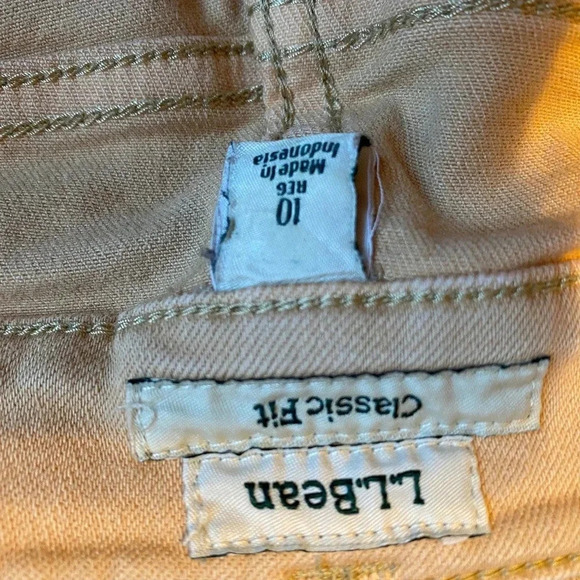 L.L.Bean
Classic Fit
10
REG
Made in
Indonesia